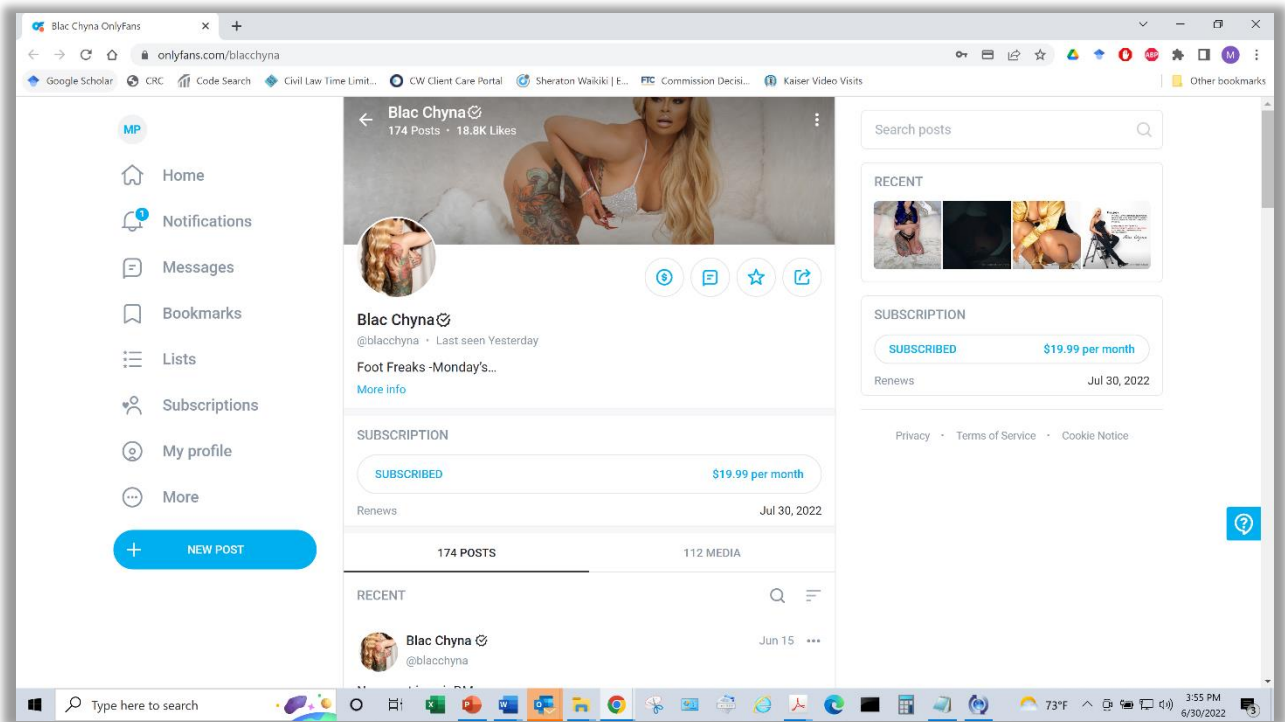 Blac Chyna OnlyFans
onlyfans.com/blacchyna
Google Scholar CRC Code Search Civil Law Time Limit... CW Client Care Portal Sheraton Waikiki | E... FTC Commission Decisi... Kaiser Video Visits Other bookmarks
MP
Home
1
Notifications
Messages
Bookmarks
Lists
Subscriptions
My profile
More
NEW POST
Blac Chyna
174 Posts · 18.8K Likes
Blac Chyna
@blacchyna · Last seen Yesterday
Foot Freaks -Monday's...
More info
SUBSCRIPTION
SUBSCRIBED $19.99 per month
Renews Jul 30, 2022
174 POSTS 112 MEDIA
RECENT
Blac Chyna Jun 15
@blacchyna
Search posts
RECENT
SUBSCRIPTION
SUBSCRIBED $19.99 per month
Renews Jul 30, 2022
Privacy · Terms of Service · Cookie Notice
Type here to search
73°F
3:55 PM
6/30/2022